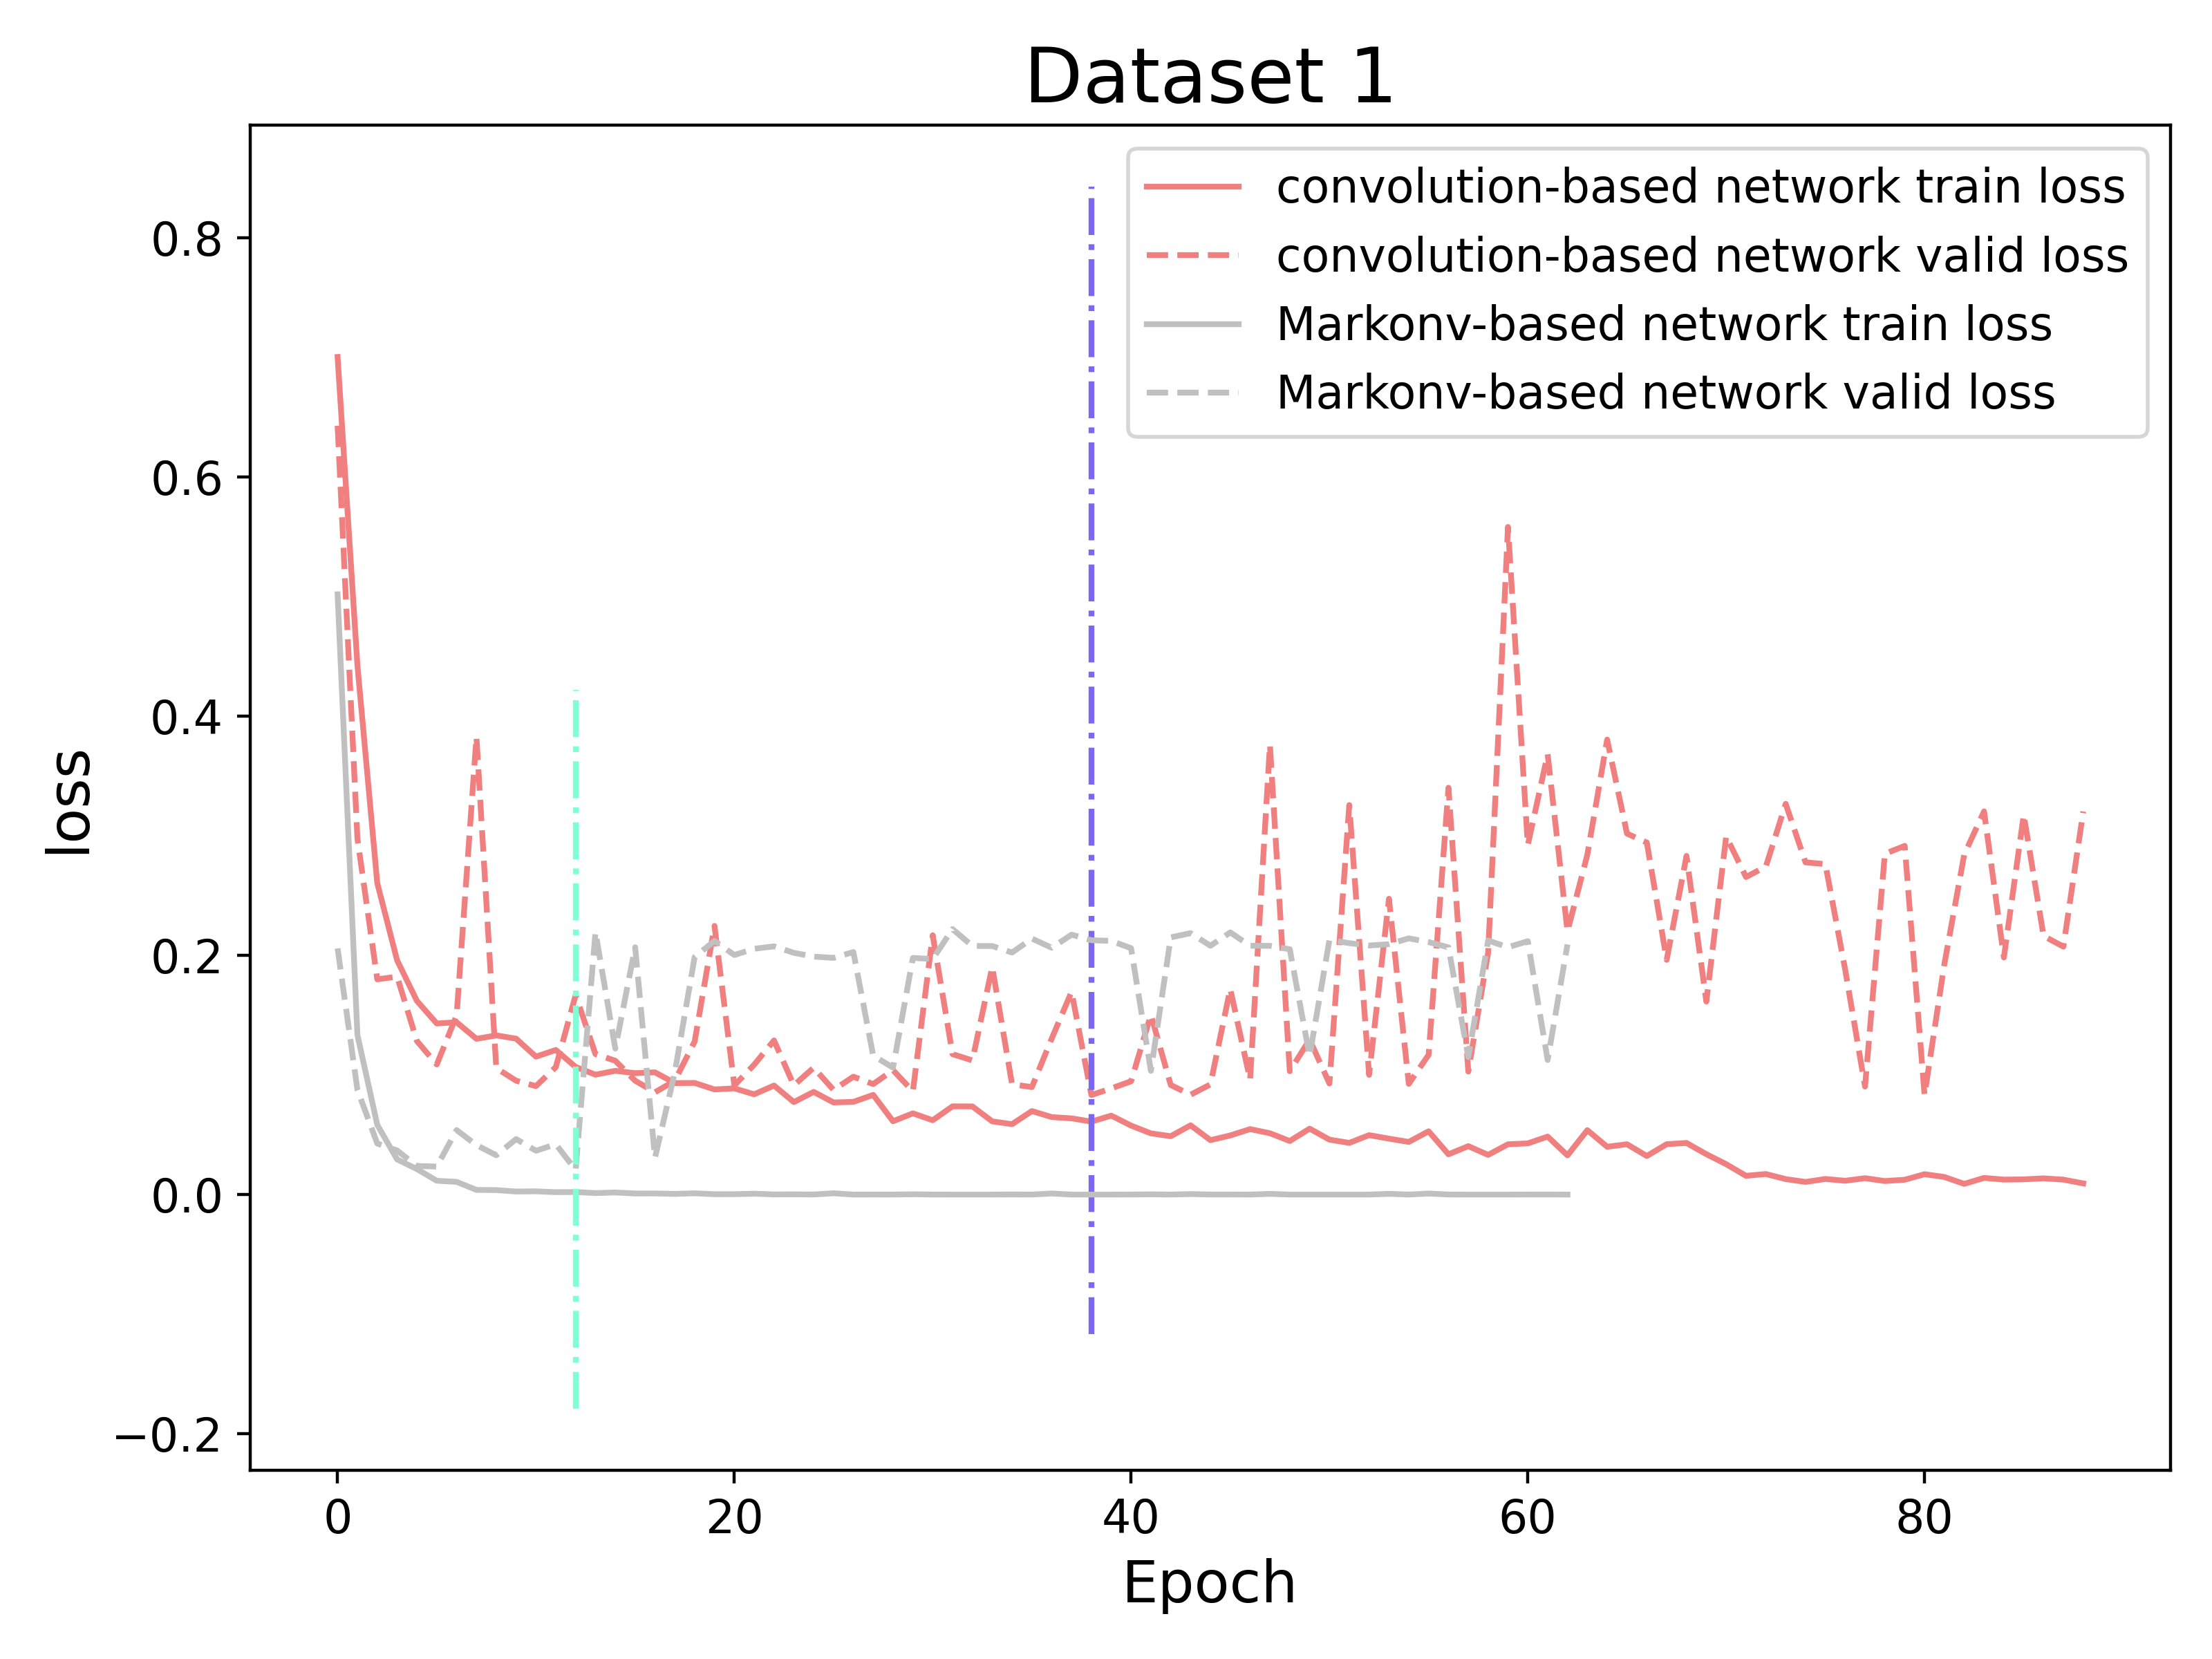 Dataset 1
convolution-based network train loss
convolution-based network valid loss
Markonv-based network train loss
Markonv-based network valid loss
0.8
0.6
0.4
0.2
0.0
−0.2
loss
0 20 40 60 80
Epoch